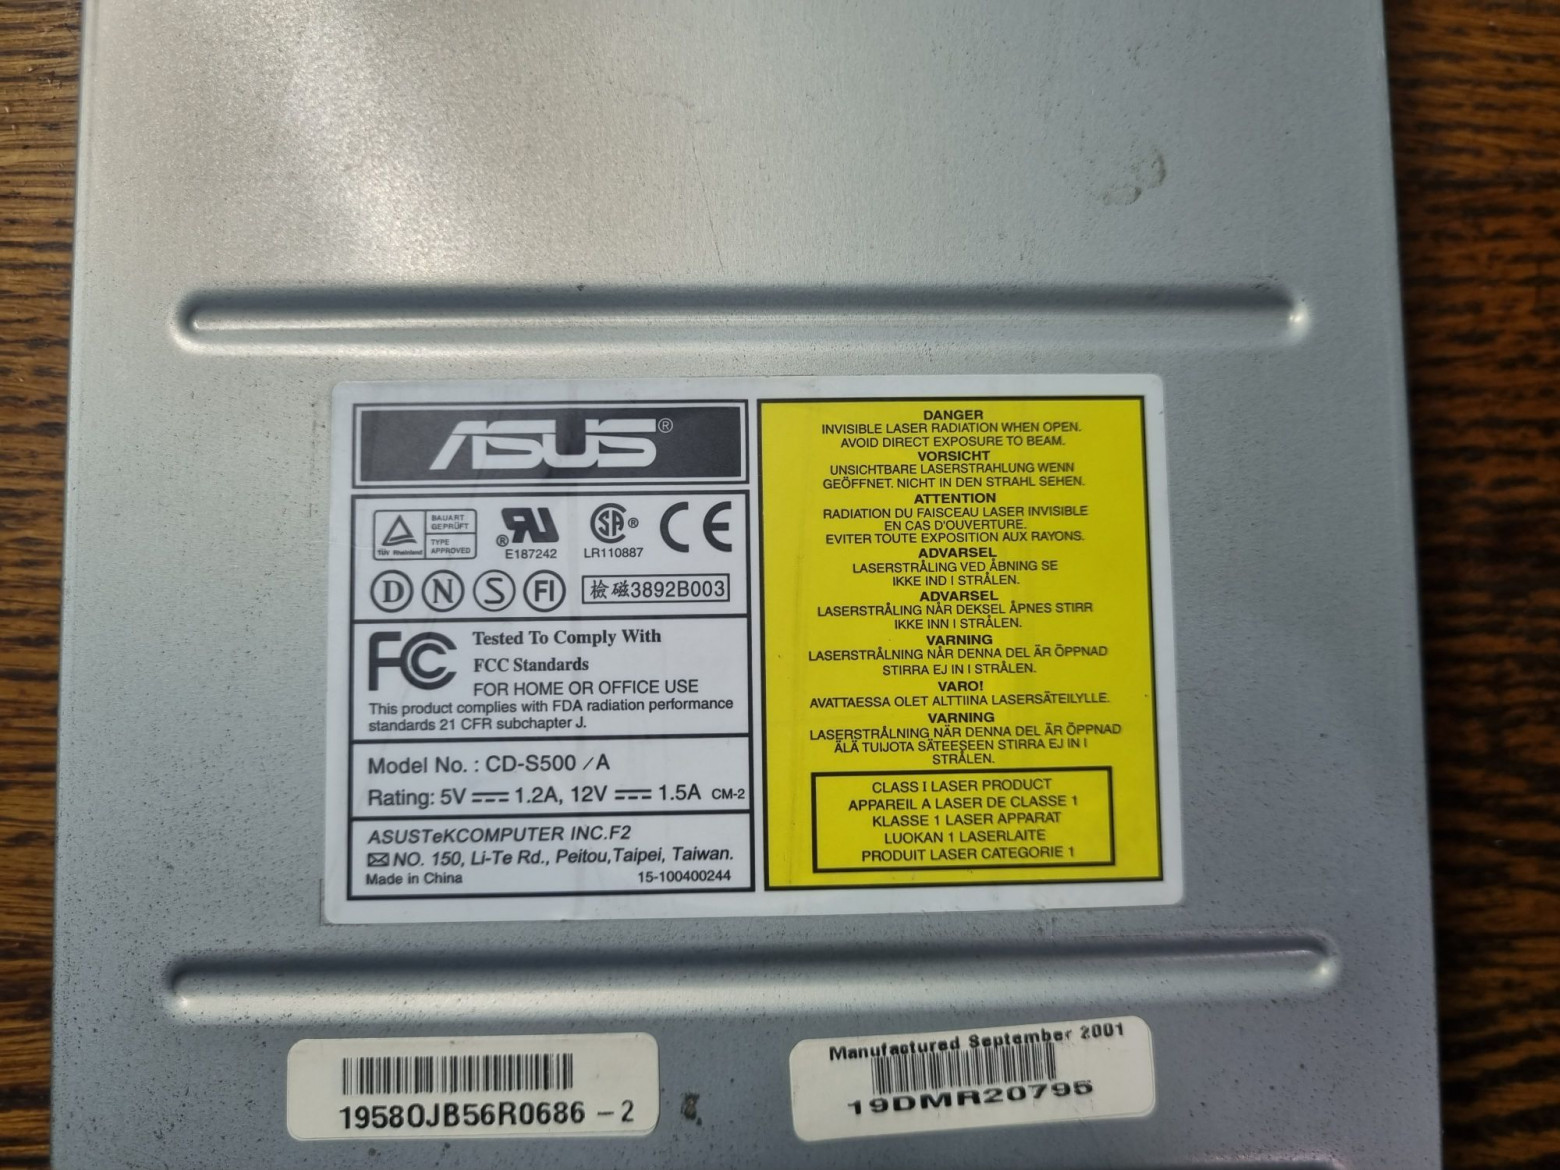 ASUS®
BAUART
GEPRÜFT
TÜV Rheinland
TYPE
APPROVED
®
E187242
SA®
LR110887
CE
D N S FI
檢磁3892B003
FC
Tested To Comply With
FCC Standards
FOR HOME OR OFFICE USE
This product complies with FDA radiation performance
standards 21 CFR subchapter J.
Model No. : CD-S500 /A
Rating: 5V 1.2A, 12V 1.5A CM-2
ASUSTeKCOMPUTER INC.F2
NO. 150, Li-Te Rd., Peitou,Taipei, Taiwan.
Made in China 15-100400244
DANGER
INVISIBLE LASER RADIATION WHEN OPEN.
AVOID DIRECT EXPOSURE TO BEAM.
VORSICHT
UNSICHTBARE LASERSTRAHLUNG WENN
GEÖFFNET. NICHT IN DEN STRAHL SEHEN.
ATTENTION
RADIATION DU FAISCEAU LASER INVISIBLE
EN CAS D'OUVERTURE.
EVITER TOUTE EXPOSITION AUX RAYONS.
ADVARSEL
LASERSTRÅLING VED ÅBNING SE
IKKE IND I STRÅLEN.
ADVARSEL
LASERSTRÅLING NÅR DEKSEL ÅPNES STIRR
IKKE INN I STRÅLEN.
VARNING
LASERSTRÅLNING NÄR DENNA DEL ÄR ÖPPNAD
STIRRA EJ IN I STRÅLEN.
VARO!
AVATTAESSA OLET ALTTIINA LASERSÄTEILYLLE.
VARNING
LASERSTRÅLNING NÄR DENNA DEL ÄR ÖPPNAD
ÄLÄ TUIJOTA SÄTEESEEN STIRRA EJ IN I
STRÅLEN.
CLASS I LASER PRODUCT
APPAREIL A LASER DE CLASSE 1
KLASSE 1 LASER APPARAT
LUOKAN 1 LASERLAITE
PRODUIT LASER CATEGORIE 1
19580JB56R0686 - 2
Manufactured September 2001
19DMR20795